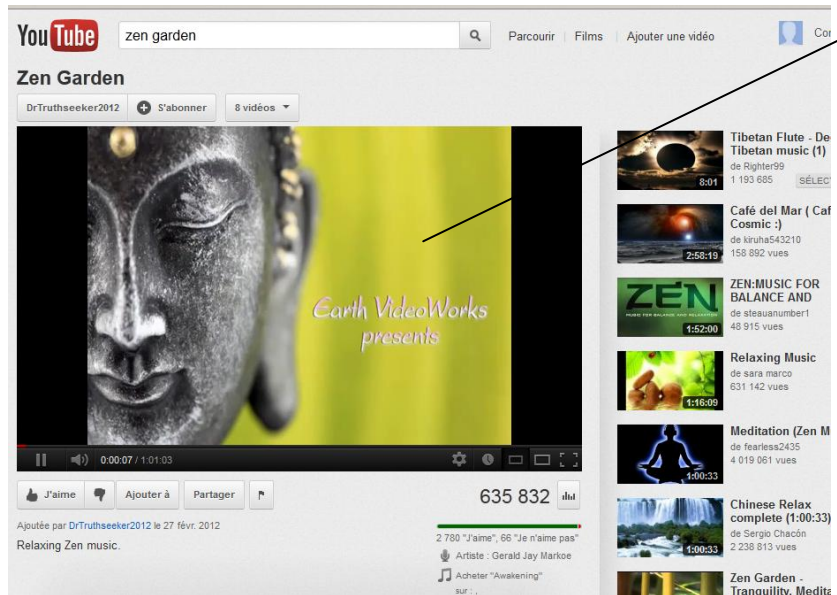 You Tube
zen garden
Parcourir
Films
Ajouter une vidéo
Zen Garden
DrTruthseeker2012
S'abonner
8 vidéos
Earth VideoWorks
presents
0:00:07 / 1:01:03
J'aime
Ajouter à
Partager
635 832
Ajoutée par DrTruthseeker2012 le 27 févr. 2012
Relaxing Zen music.
2 780 "J'aime", 66 "Je n'aime pas"
Artiste : Gerald Jay Markoe
Acheter "Awakening"
sur : ,
8:01
Tibetan Flute - De
Tibetan music (1)
de Righter99
1 193 685
SÉLEC
2:58:19
Café del Mar ( Caf
Cosmic :)
de kiruha543210
158 892 vues
ZEN
MUSIC FOR BALANCE AND RELAXATION
1:52:00
ZEN:MUSIC FOR
BALANCE AND
de steauanumber1
48 915 vues
1:16:09
Relaxing Music
de sara marco
631 142 vues
1:00:33
Meditation (Zen M
de fearless2435
4 019 061 vues
1:00:33
Chinese Relax
complete (1:00:33)
de Sergio Chacón
2 238 813 vues
Zen Garden -
Tranquility, Medita